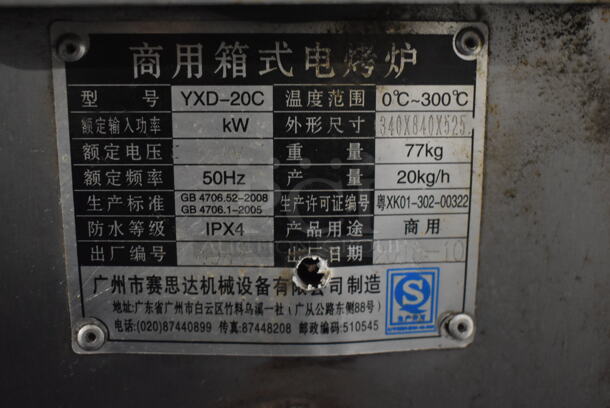 商用箱式电烤炉
型 号 YXD-20C 温度范围 0℃~300℃
额定输入功率 kW 外形尺寸 340X840X525
额定电压 重 量 77kg
额定频率 50Hz 产 量 20kg/h
生产标准 GB 4706.52-2008 GB 4706.1-2005 生产许可证编号 粤XK01-302-00322
防水等级 IPX4 产品用途 商用
出厂编号 出厂日期
广州市赛思达机械设备有限公司制造
地址:广东省广州市白云区竹料乌溪一社(广从公路东侧88号)
电话:(020)87440899 传真:87448208 邮政编码:510545